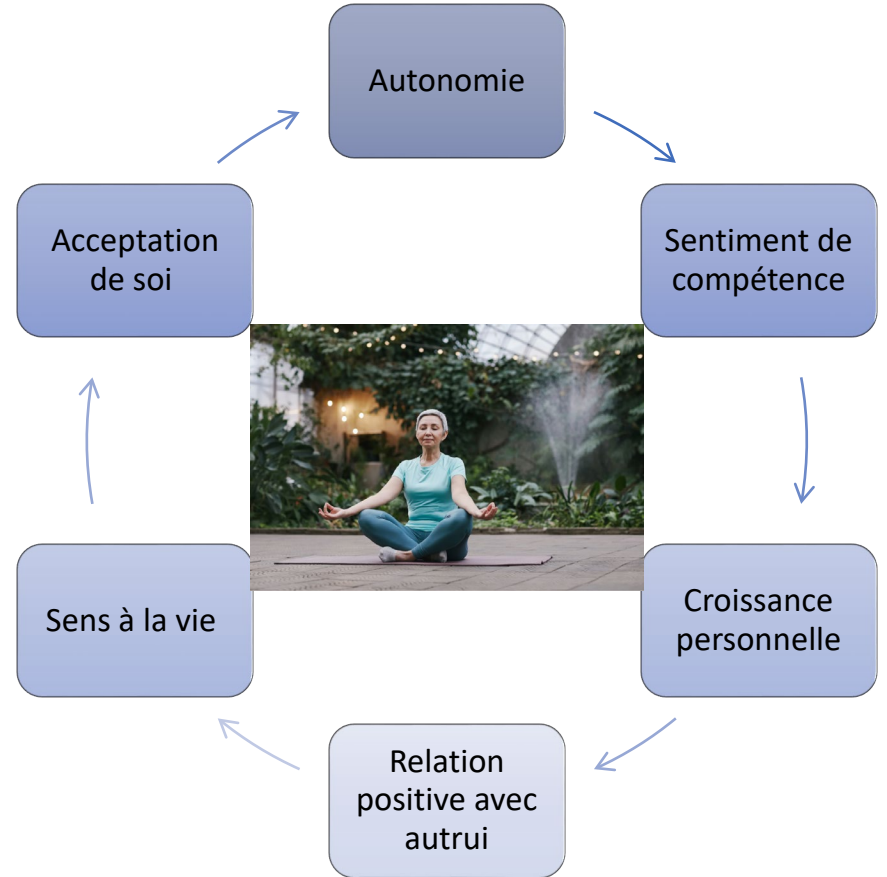 Autonomie
Sentiment de
compétence
Croissance
personnelle
Relation
positive avec
autrui
Sens à la vie
Acceptation
de soi